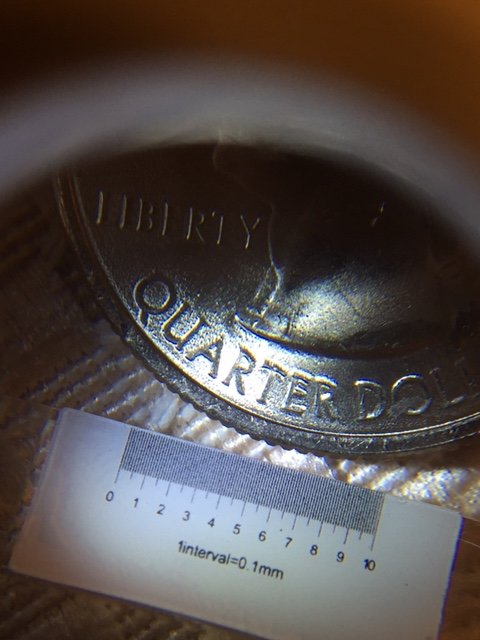 LIBERTY
QUARTER DOL
0 1 2 3 4 5 6 7 8 9 10
1interval=0.1mm